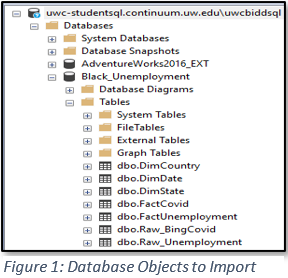 uwc-studentsql.continuum.uw.edu\uwcbiddsql
Databases
System Databases
Database Snapshots
AdventureWorks2016_EXT
Black_Unemployment
Database Diagrams
Tables
System Tables
FileTables
External Tables
Graph Tables
dbo.DimCountry
dbo.DimDate
dbo.DimState
dbo.FactCovid
dbo.FactUnemployment
dbo.Raw_BingCovid
dbo.Raw_Unemployment
Figure 1: Database Objects to Import